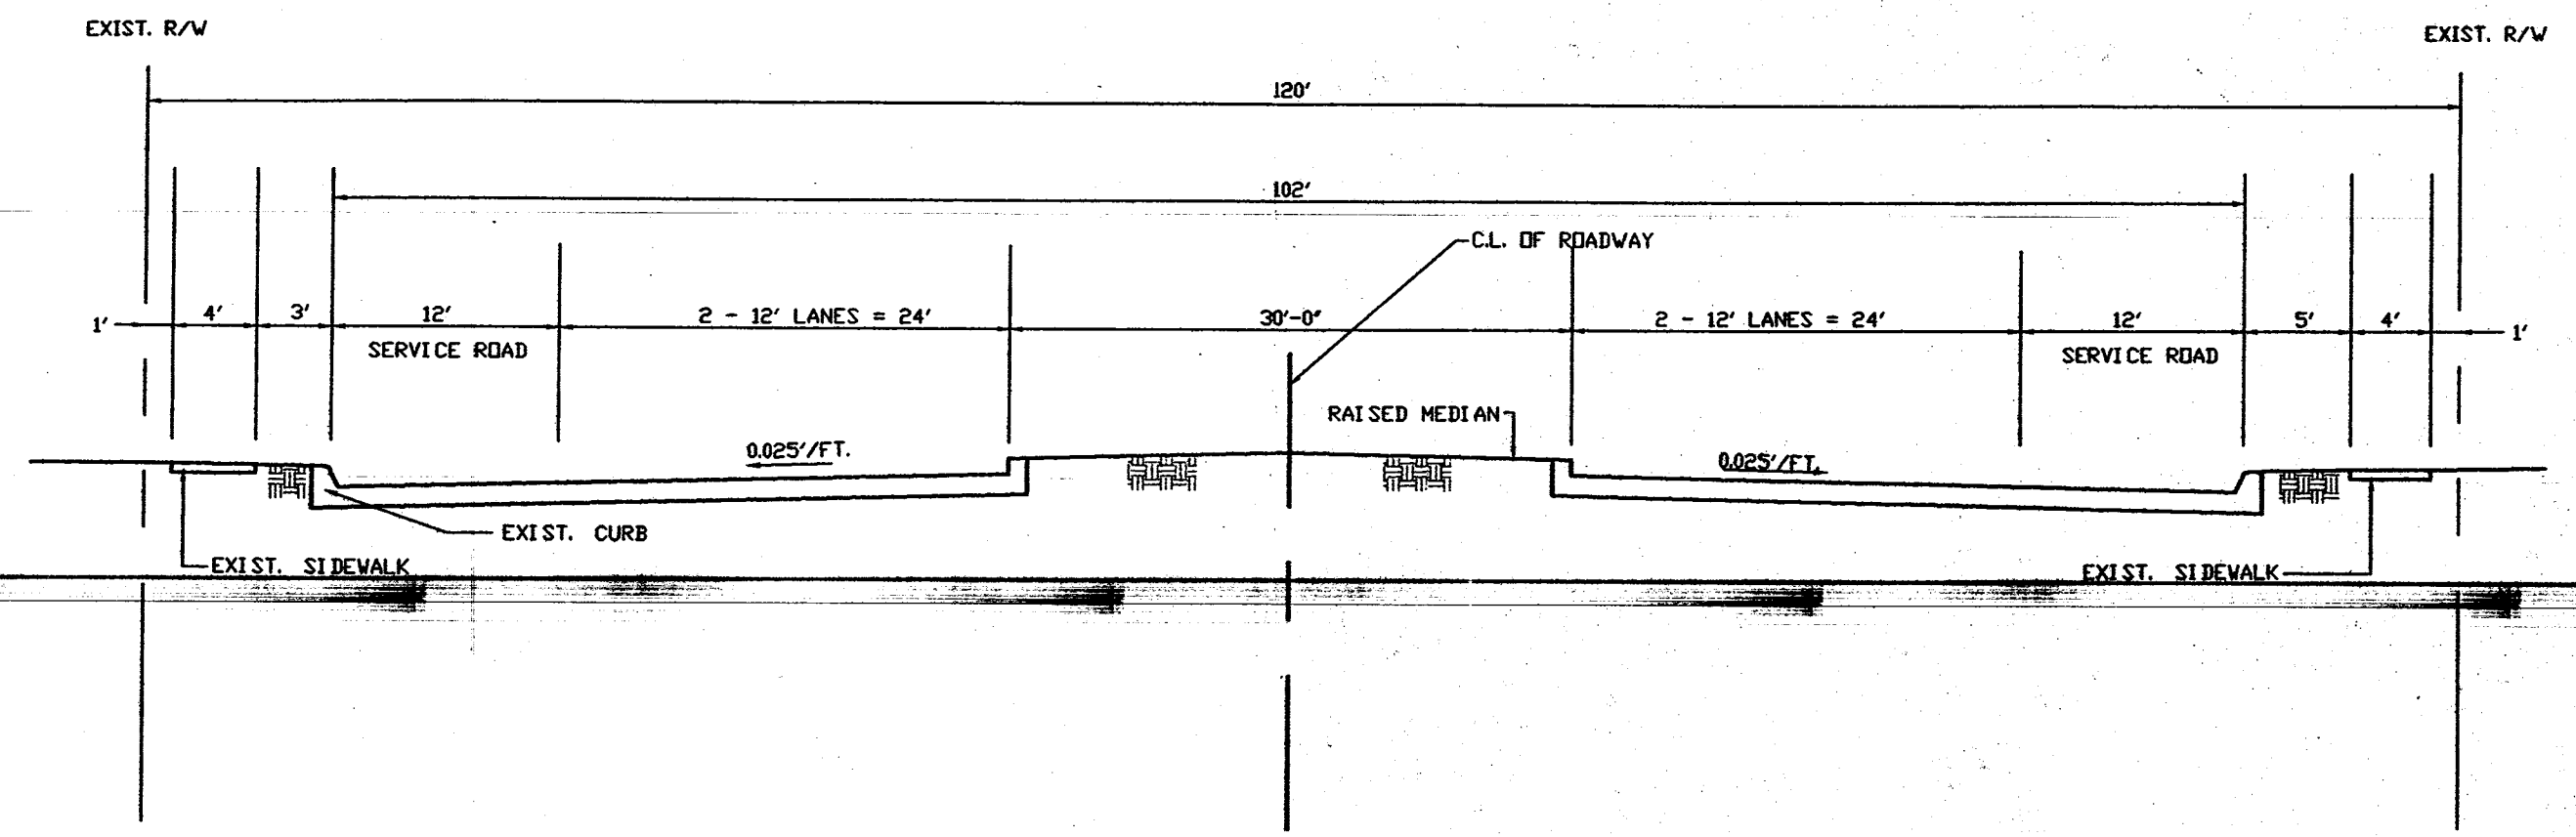 EXIST. R/W
EXIST. R/W
120'
102'
C.L. OF ROADWAY
1'
4'
3'
12'
2 - 12' LANES = 24'
30'-0"
2 - 12' LANES = 24'
12'
5'
4'
1'
SERVICE ROAD
SERVICE ROAD
RAISED MEDIAN
0.025'/FT.
0.025'/FT.
EXIST. CURB
EXIST. SIDEWALK
EXIST. SIDEWALK